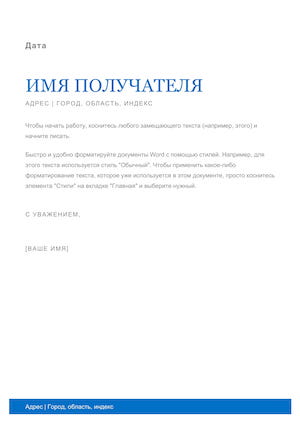 Дата
ИМЯ ПОЛУЧАТЕЛЯ
АДРЕС | ГОРОД, ОБЛАСТЬ, ИНДЕКС
Чтобы начать работу, коснитесь любого замещающего текста (например, этого) и
начните писать.
Быстро и удобно форматируйте документы Word с помощью стилей. Например, для
этого текста используется стиль "Обычный". Чтобы применить какое-либо
форматирование текста, которое уже используется в этом документе, просто коснитесь
элемента "Стили" на вкладке "Главная" и выберите нужный.
С УВАЖЕНИЕМ,
[ВАШЕ ИМЯ]
Адрес | Город, область, индекс